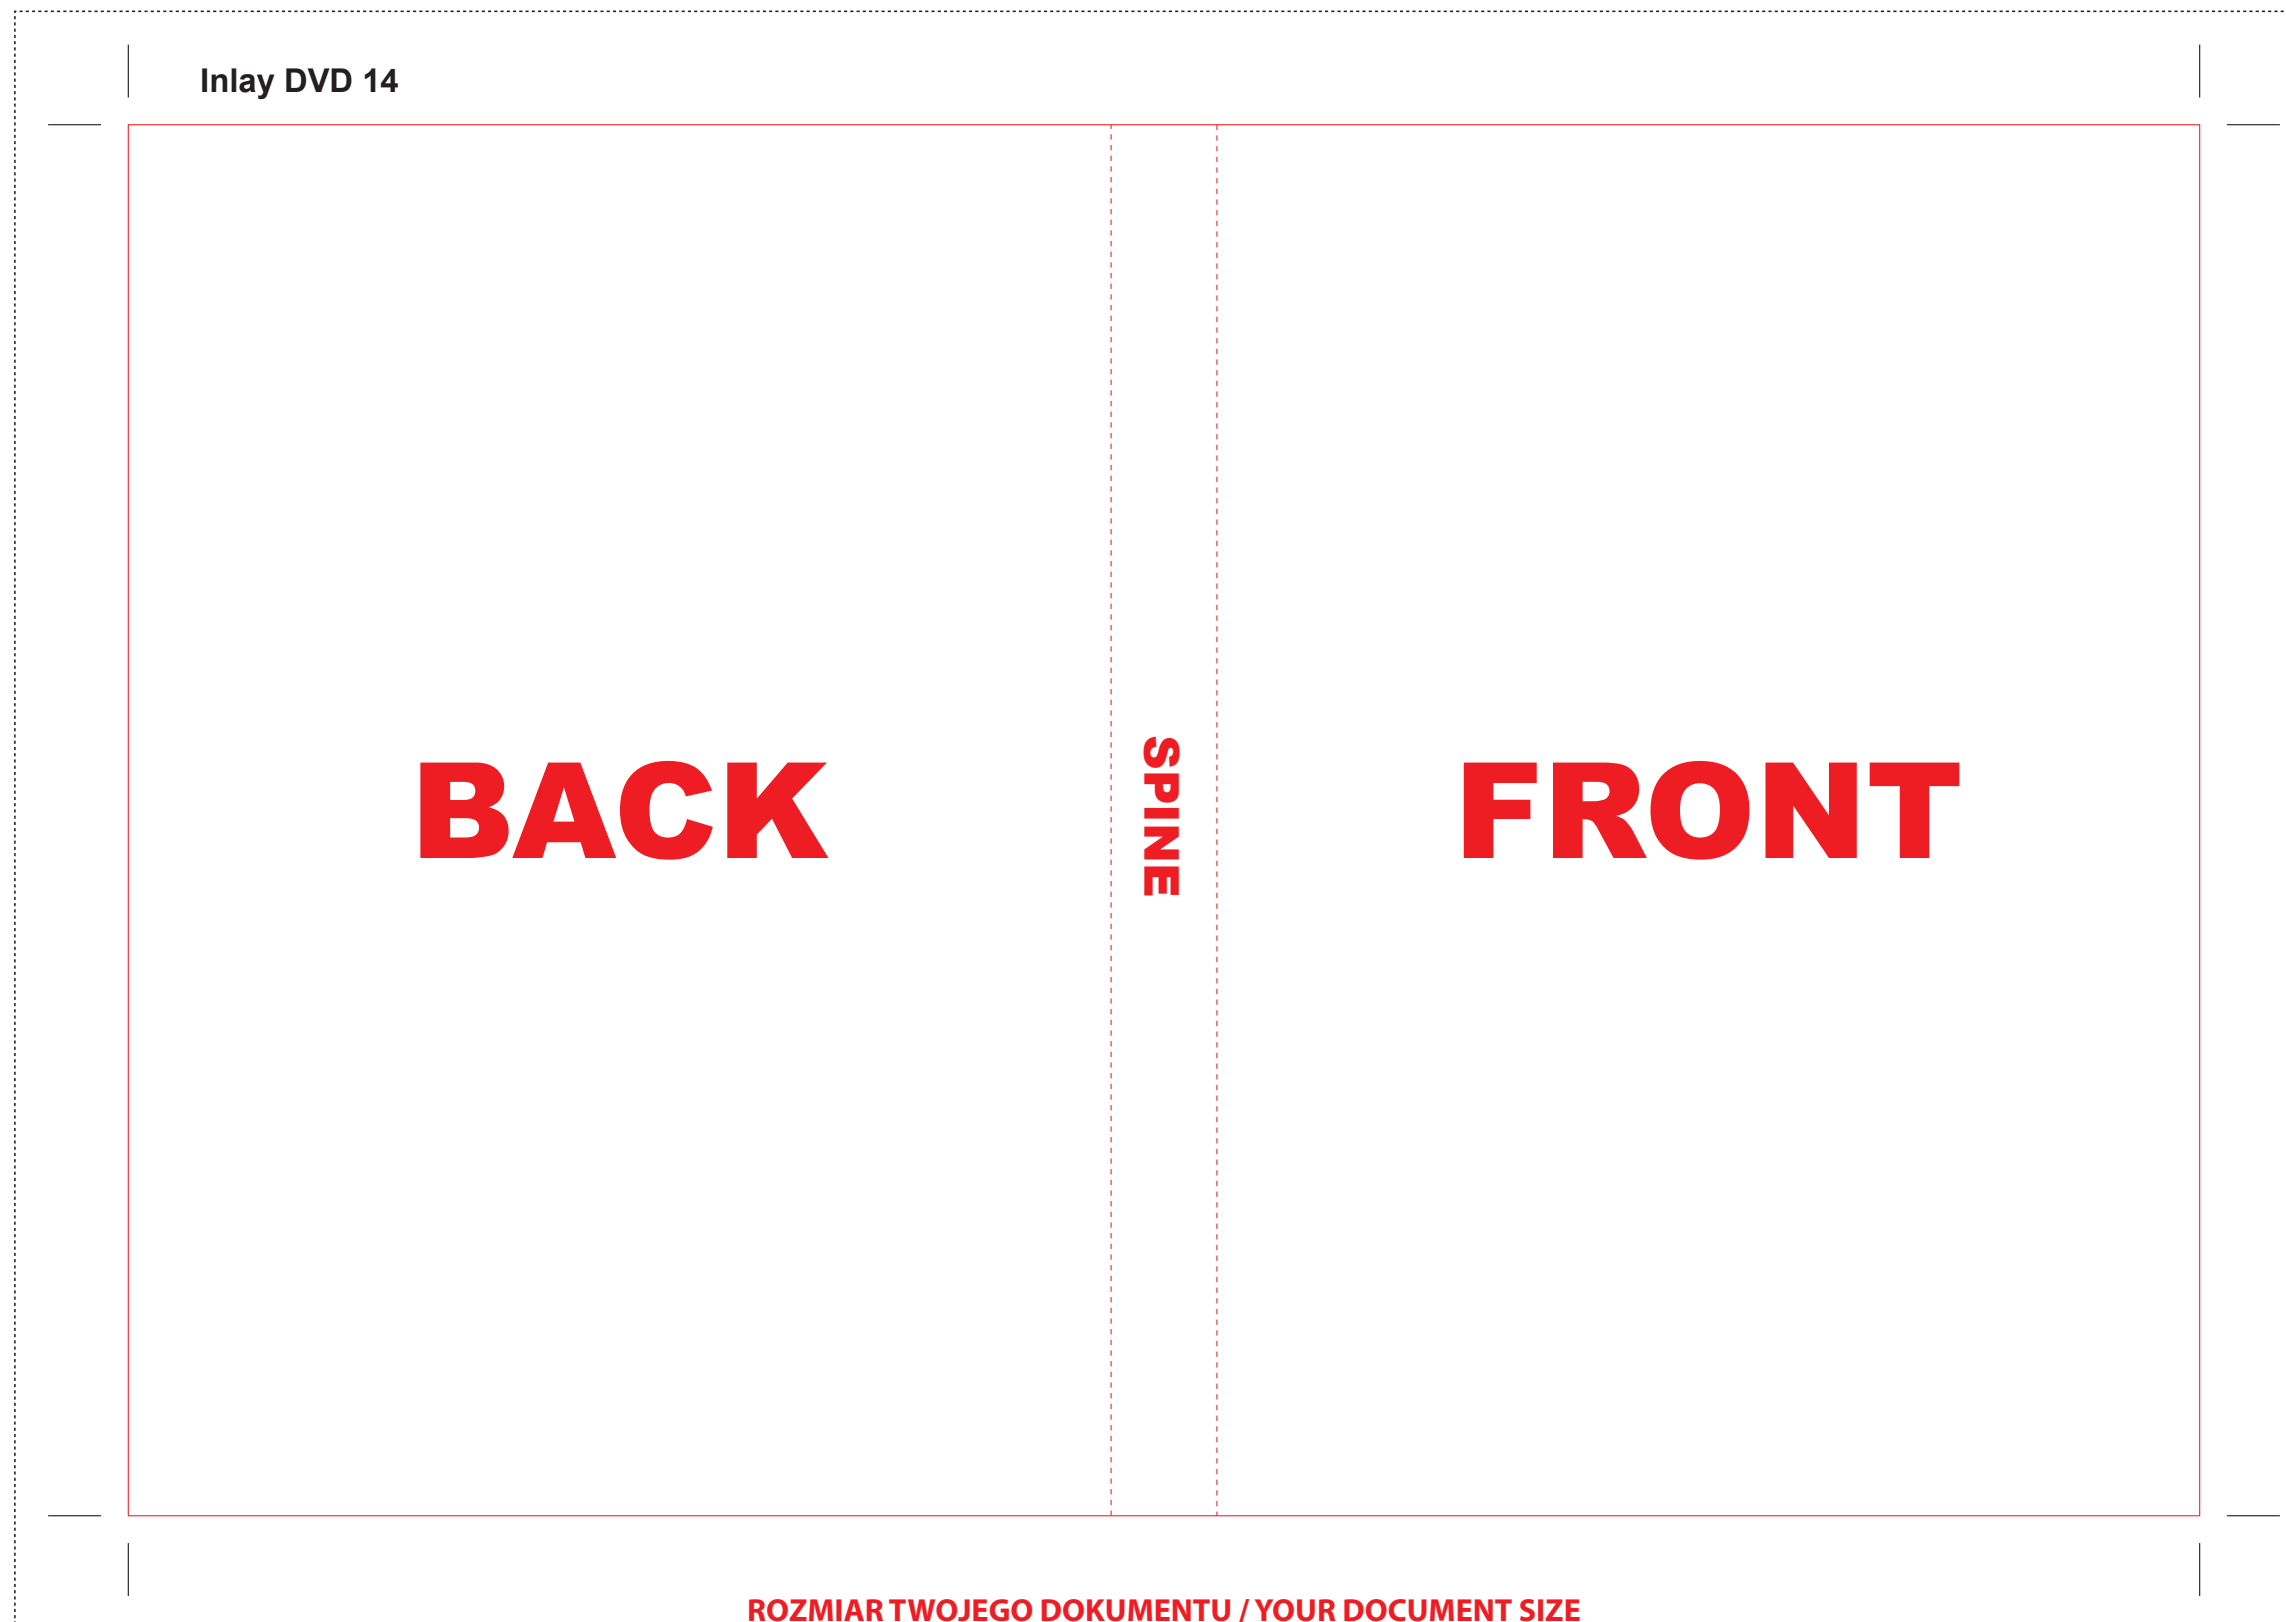 Inlay DVD 14
BACK
SPINE
FRONT
ROZMIAR TWOJEGO DOKUMENTU / YOUR DOCUMENT SIZE